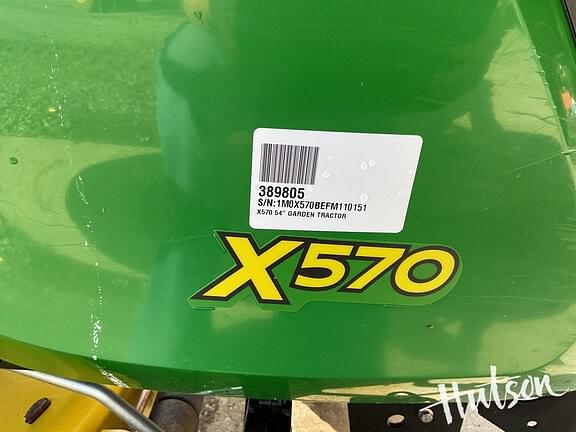 389805
S/N:1M0X570BEFM110151
X570 54" GARDEN TRACTOR
X570
Hutson